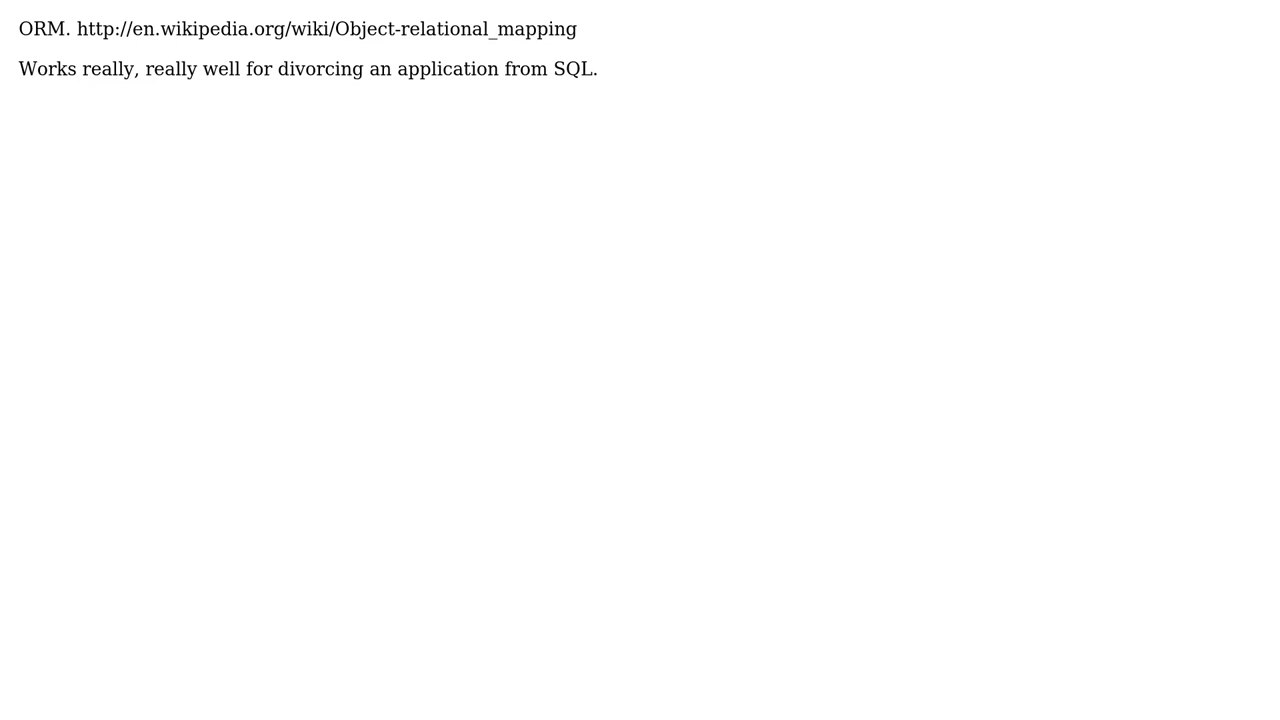 ORM. http://en.wikipedia.org/wiki/Object-relational_mapping
Works really, really well for divorcing an application from SQL.